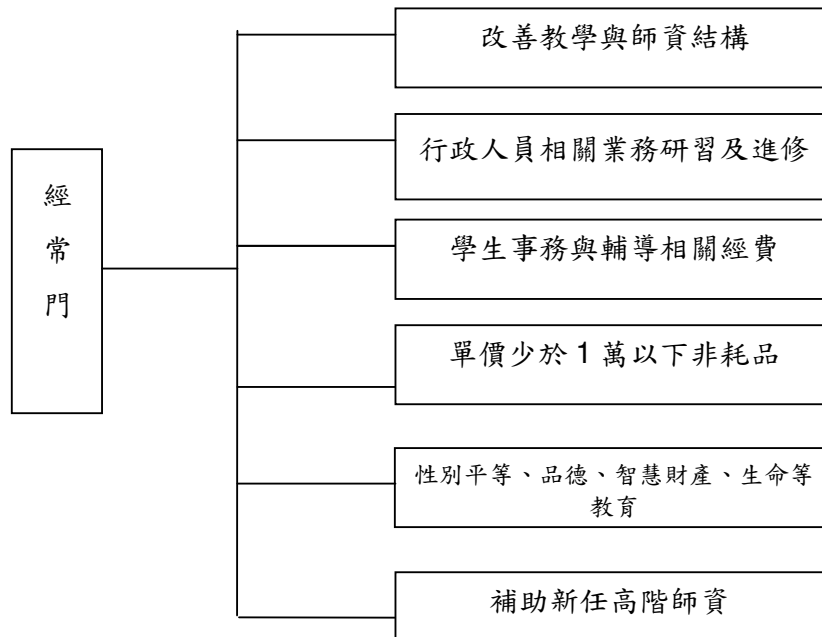 改善教學與師資結構
行政人員相關業務研習及進修
經
常
門
學生事務與輔導相關經費
單價少於 1 萬以下非耗品
性別平等、品德、智慧財產、生命等
教育
補助新任高階師資